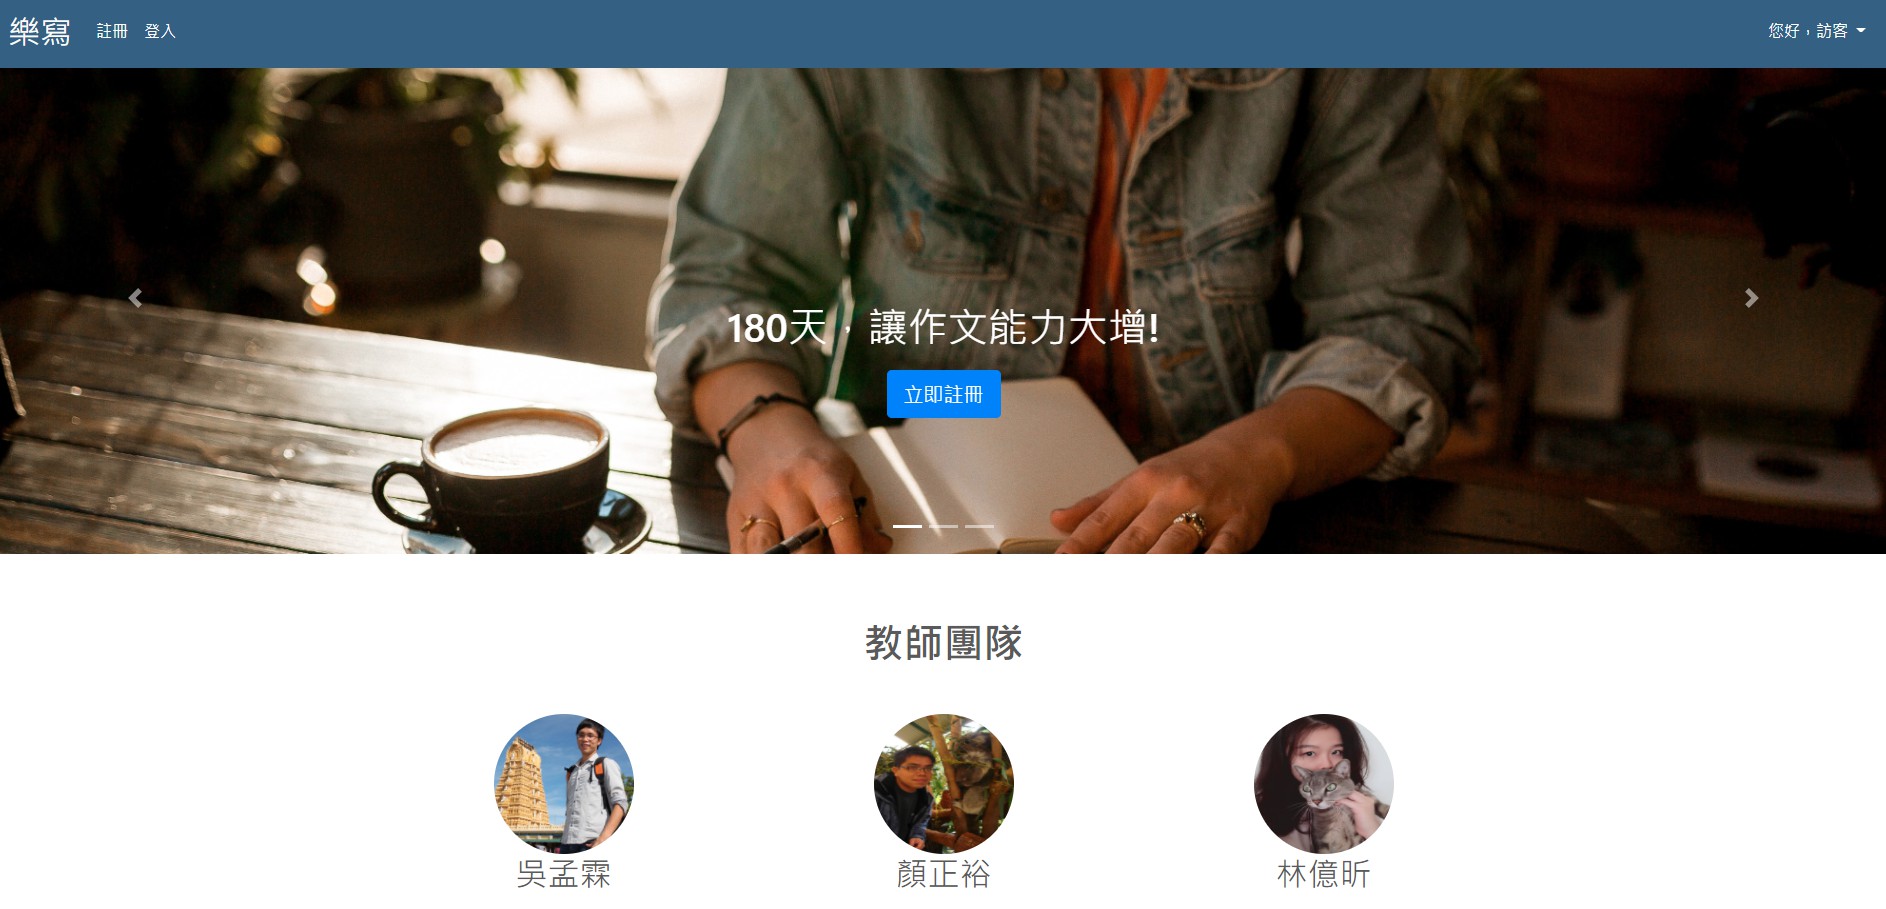 樂寫 註冊 登入 您好，訪客
180天，讓作文能力大增!
立即註冊
教師團隊
吳孟霖 顏正裕 林億昕